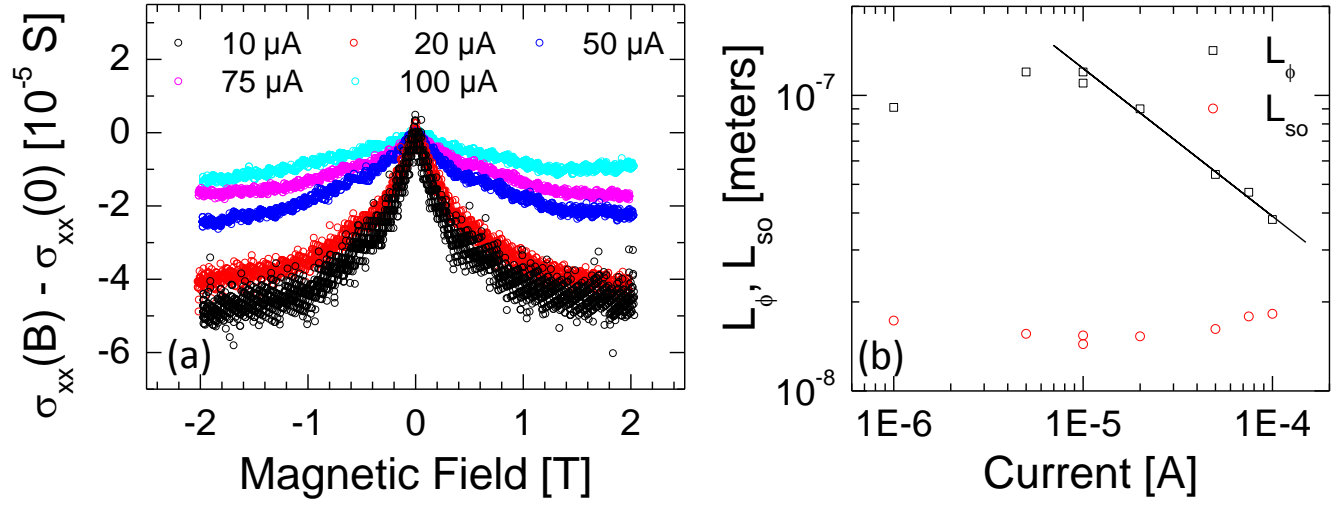 σxx(B) - σxx(0) [10-5 S]
2
0
-2
-4
-6
10 µA 20 µA 50 µA
75 µA 100 µA
(a)
-2 -1 0 1 2
Magnetic Field [T]
Lϕ, Lso [meters]
10-7
10-8
Lϕ
Lso
(b)
1E-6 1E-5 1E-4
Current [A]